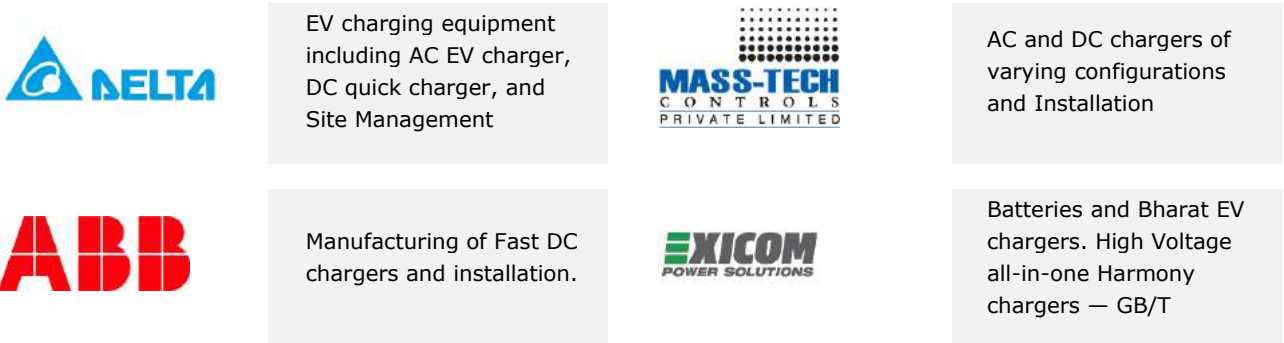 DELTA
EV charging equipment
including AC EV charger,
DC quick charger, and
Site Management
MASS-TECH
CONTROLS
PRIVATE LIMITED
AC and DC chargers of
varying configurations
and Installation
ABB
Manufacturing of Fast DC
chargers and installation.
EXICOM
POWER SOLUTIONS
Batteries and Bharat EV
chargers. High Voltage
all-in-one Harmony
chargers — GB/T